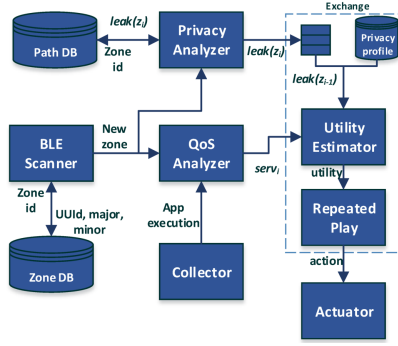 Exchange
leak(zi)
Path DB
Zone
id
Privacy
Analyzer
leak(zi)
Privacy
profile
leak(zi-1)
BLE
Scanner
New
zone
QoS
Analyzer
servi
Utility
Estimator
Zone
id
UUId, major,
minor
App
execution
utility
Repeated
Play
Zone DB
Collector
action
Actuator